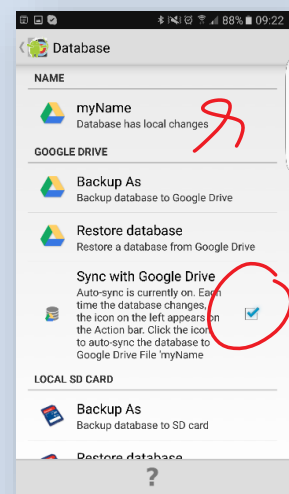 88% 09:22
Database
NAME
myName
Database has local changes
GOOGLE DRIVE
Backup As
Backup database to Google Drive
Restore database
Restore a database from Google Drive
Sync with Google Drive
Auto-sync is currently on. Each
time the database changes,
the icon on the left appears on
the Action bar. Click the icon
to auto-sync the database to
Google Drive File 'myName
LOCAL SD CARD
Backup As
Backup database to SD card
Restore database
?